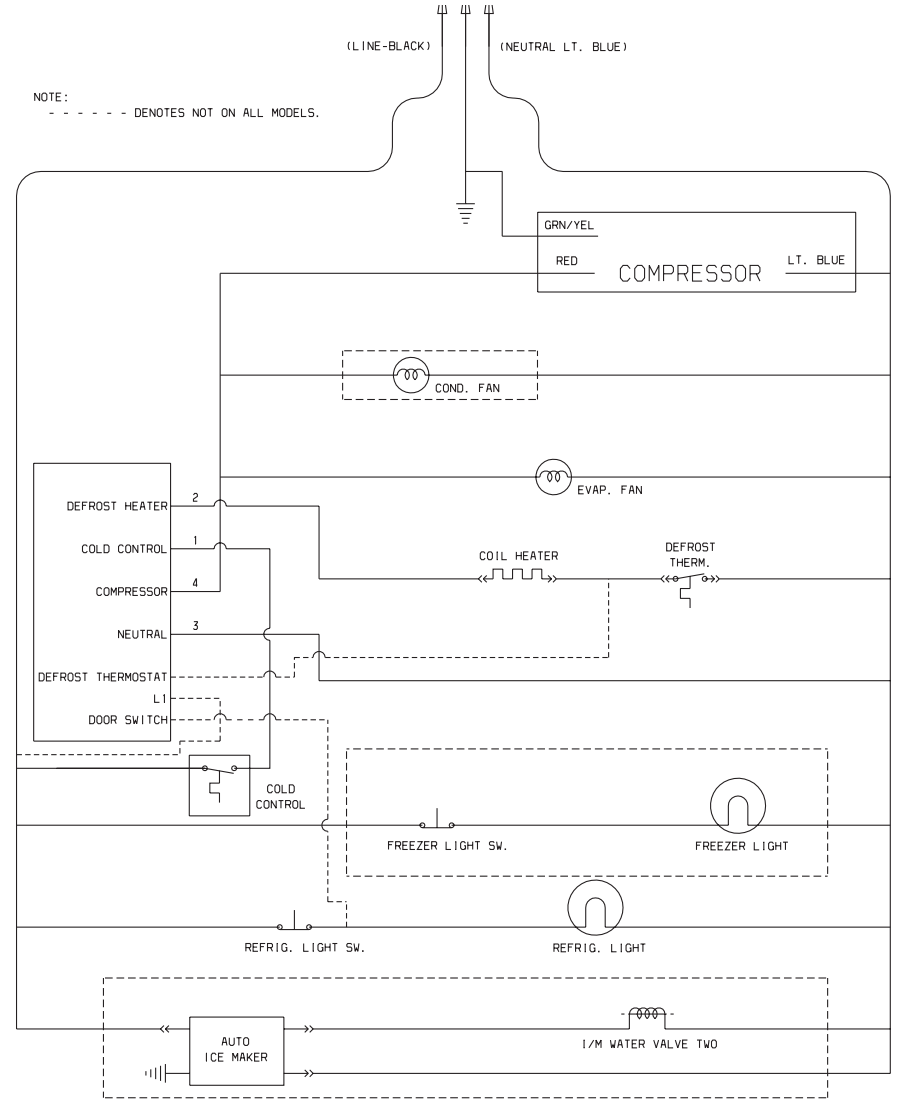 (LINE-BLACK)
(NEUTRAL LT. BLUE)
NOTE:
- - - - - - DENOTES NOT ON ALL MODELS.
GRN/YEL
RED
COMPRESSOR
LT. BLUE
COND. FAN
EVAP. FAN
DEFROST HEATER
2
COLD CONTROL
1
COMPRESSOR
4
NEUTRAL
3
DEFROST THERMOSTAT
L1
DOOR SWITCH
COIL HEATER
DEFROST
THERM.
COLD
CONTROL
FREEZER LIGHT SW.
FREEZER LIGHT
REFRIG. LIGHT SW.
REFRIG. LIGHT
AUTO
ICE MAKER
I/M WATER VALVE TWO